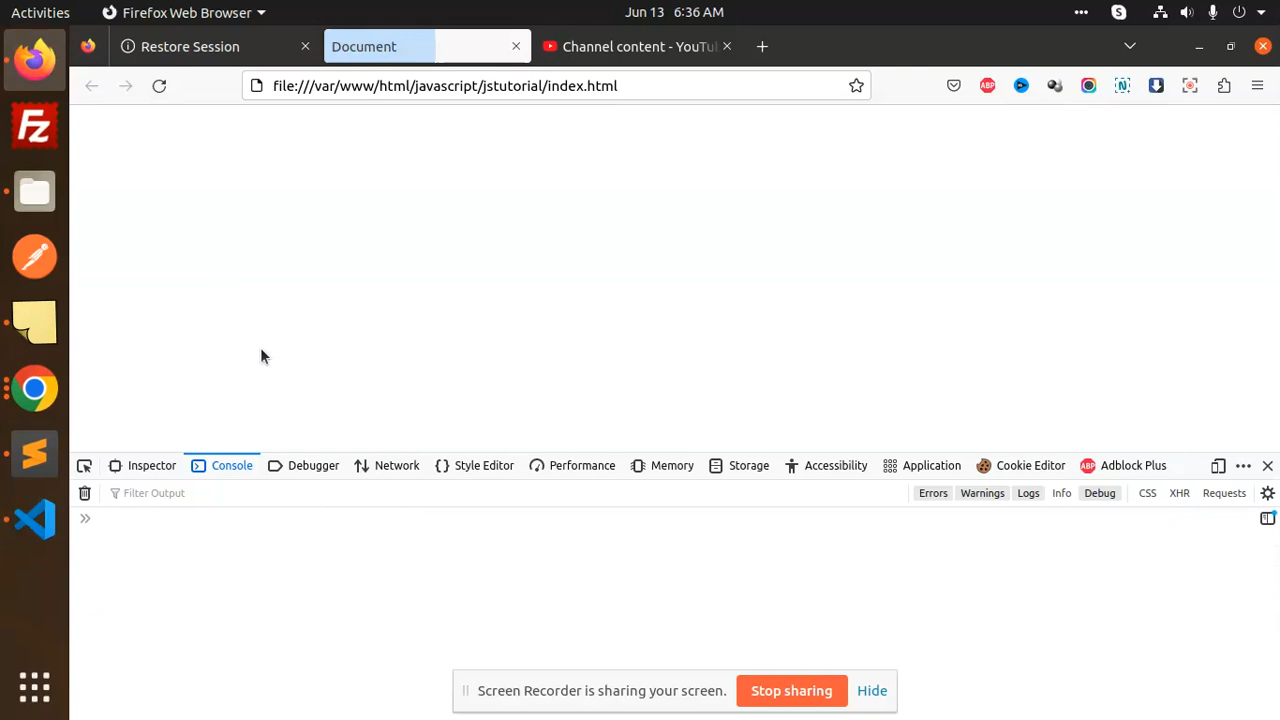 Activities
Firefox Web Browser
Jun 13 6:36 AM
Restore Session
Document
Channel content - YouTu
file:///var/www/html/javascript/jstutorial/index.html
ABP
N
Fz
Inspector
Console
Debugger
Network
Style Editor
Performance
Memory
Storage
Accessibility
Application
Cookie Editor
ABP
Adblock Plus
Filter Output
Errors
Warnings
Logs
Info
Debug
CSS
XHR
Requests
Screen Recorder is sharing your screen.
Stop sharing
Hide